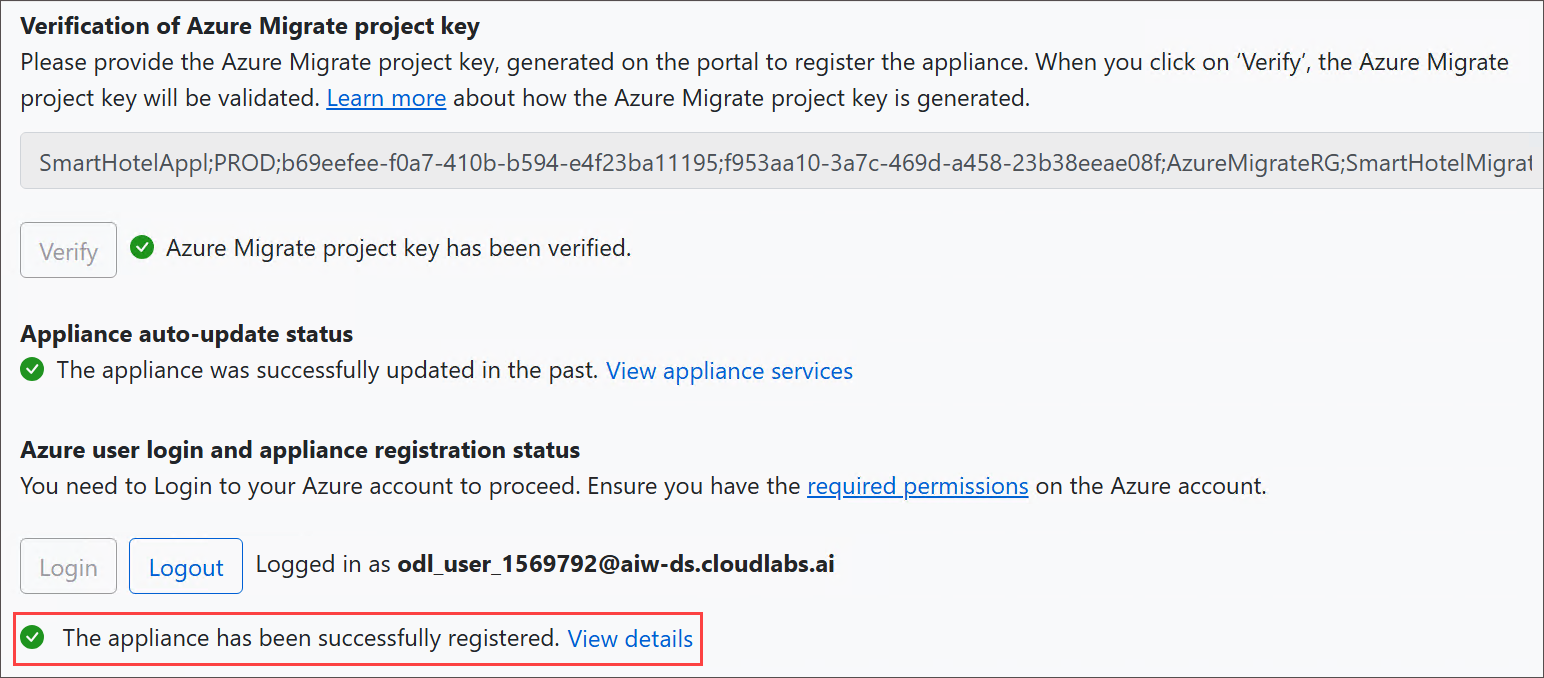 Verification of Azure Migrate project key
Please provide the Azure Migrate project key, generated on the portal to register the appliance. When you click on ‘Verify’, the Azure Migrate
project key will be validated. Learn more about how the Azure Migrate project key is generated.
SmartHotelAppl;PROD;b69eefee-f0a7-410b-b594-e4f23ba11195;f953aa10-3a7c-469d-a458-23b38eeae08f;AzureMigrateRG;SmartHotelMigrat
Verify Azure Migrate project key has been verified.
Appliance auto-update status
The appliance was successfully updated in the past. View appliance services
Azure user login and appliance registration status
You need to Login to your Azure account to proceed. Ensure you have the required permissions on the Azure account.
Login Logout Logged in as odl_user_1569792@aiw-ds.cloudlabs.ai
The appliance has been successfully registered. View details